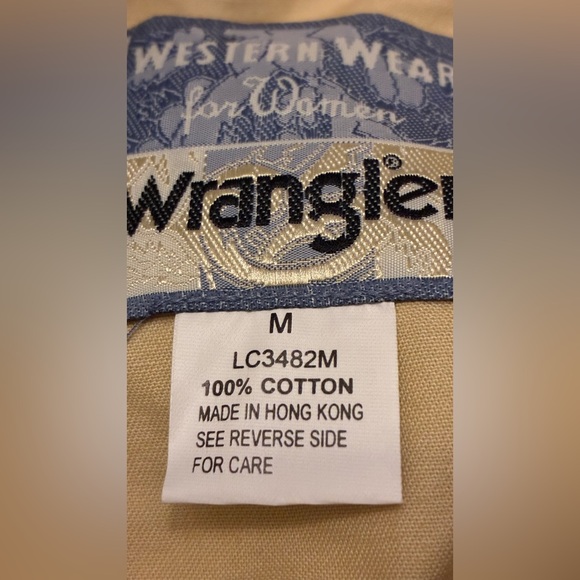 WESTERN WEAR
for Women
Wrangler®
M
LC3482M
100% COTTON
MADE IN HONG KONG
SEE REVERSE SIDE
FOR CARE